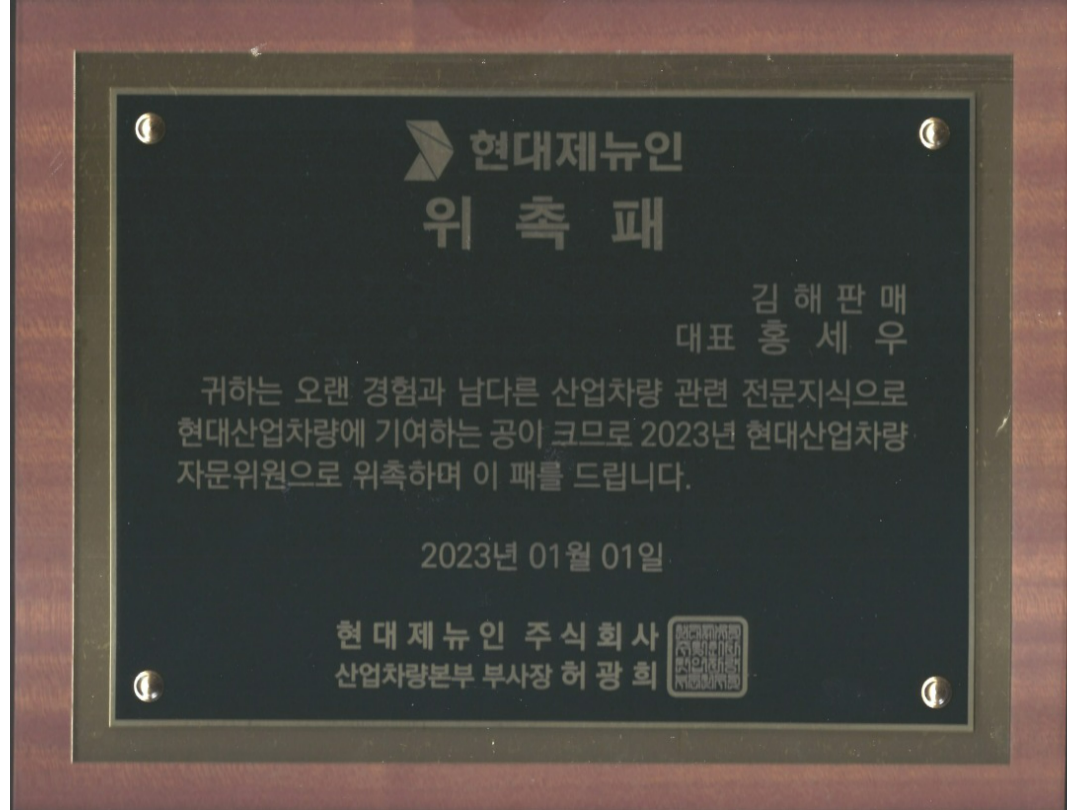 현대제뉴인
위 촉 패
김 해 판 매
대표 홍 세 우
귀하는 오랜 경험과 남다른 산업차량 관련 전문지식으로
현대산업차량에 기여하는 공이 크므로 2023년 현대산업차량
자문위원으로 위촉하며 이 패를 드립니다.
2023년 01월 01일
현 대 제 뉴 인 주 식 회 사
산업차량본부 부사장 허 광 희